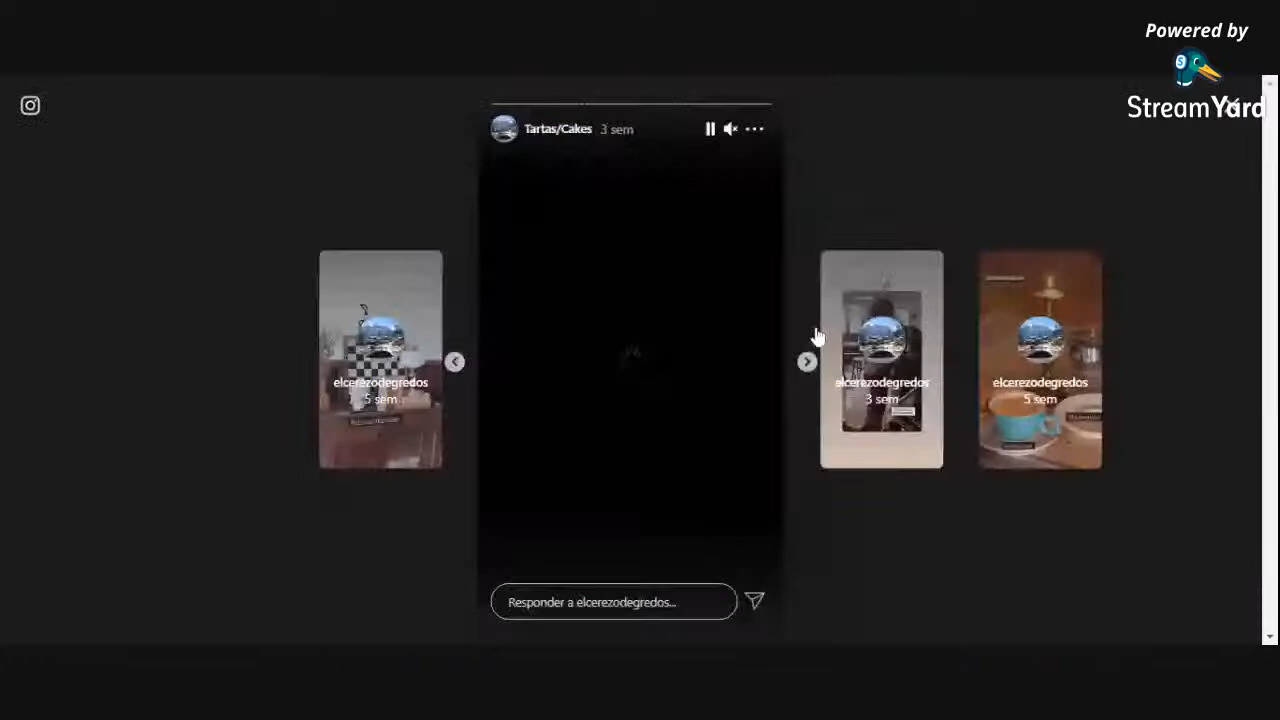 Powered by
StreamYard
Tartas/Cakes 3 sem
elcerezodegredos
5 sem
elcerezodegredos
3 sem
elcerezodegredos
5 sem
Responder a elcerezodegredos...